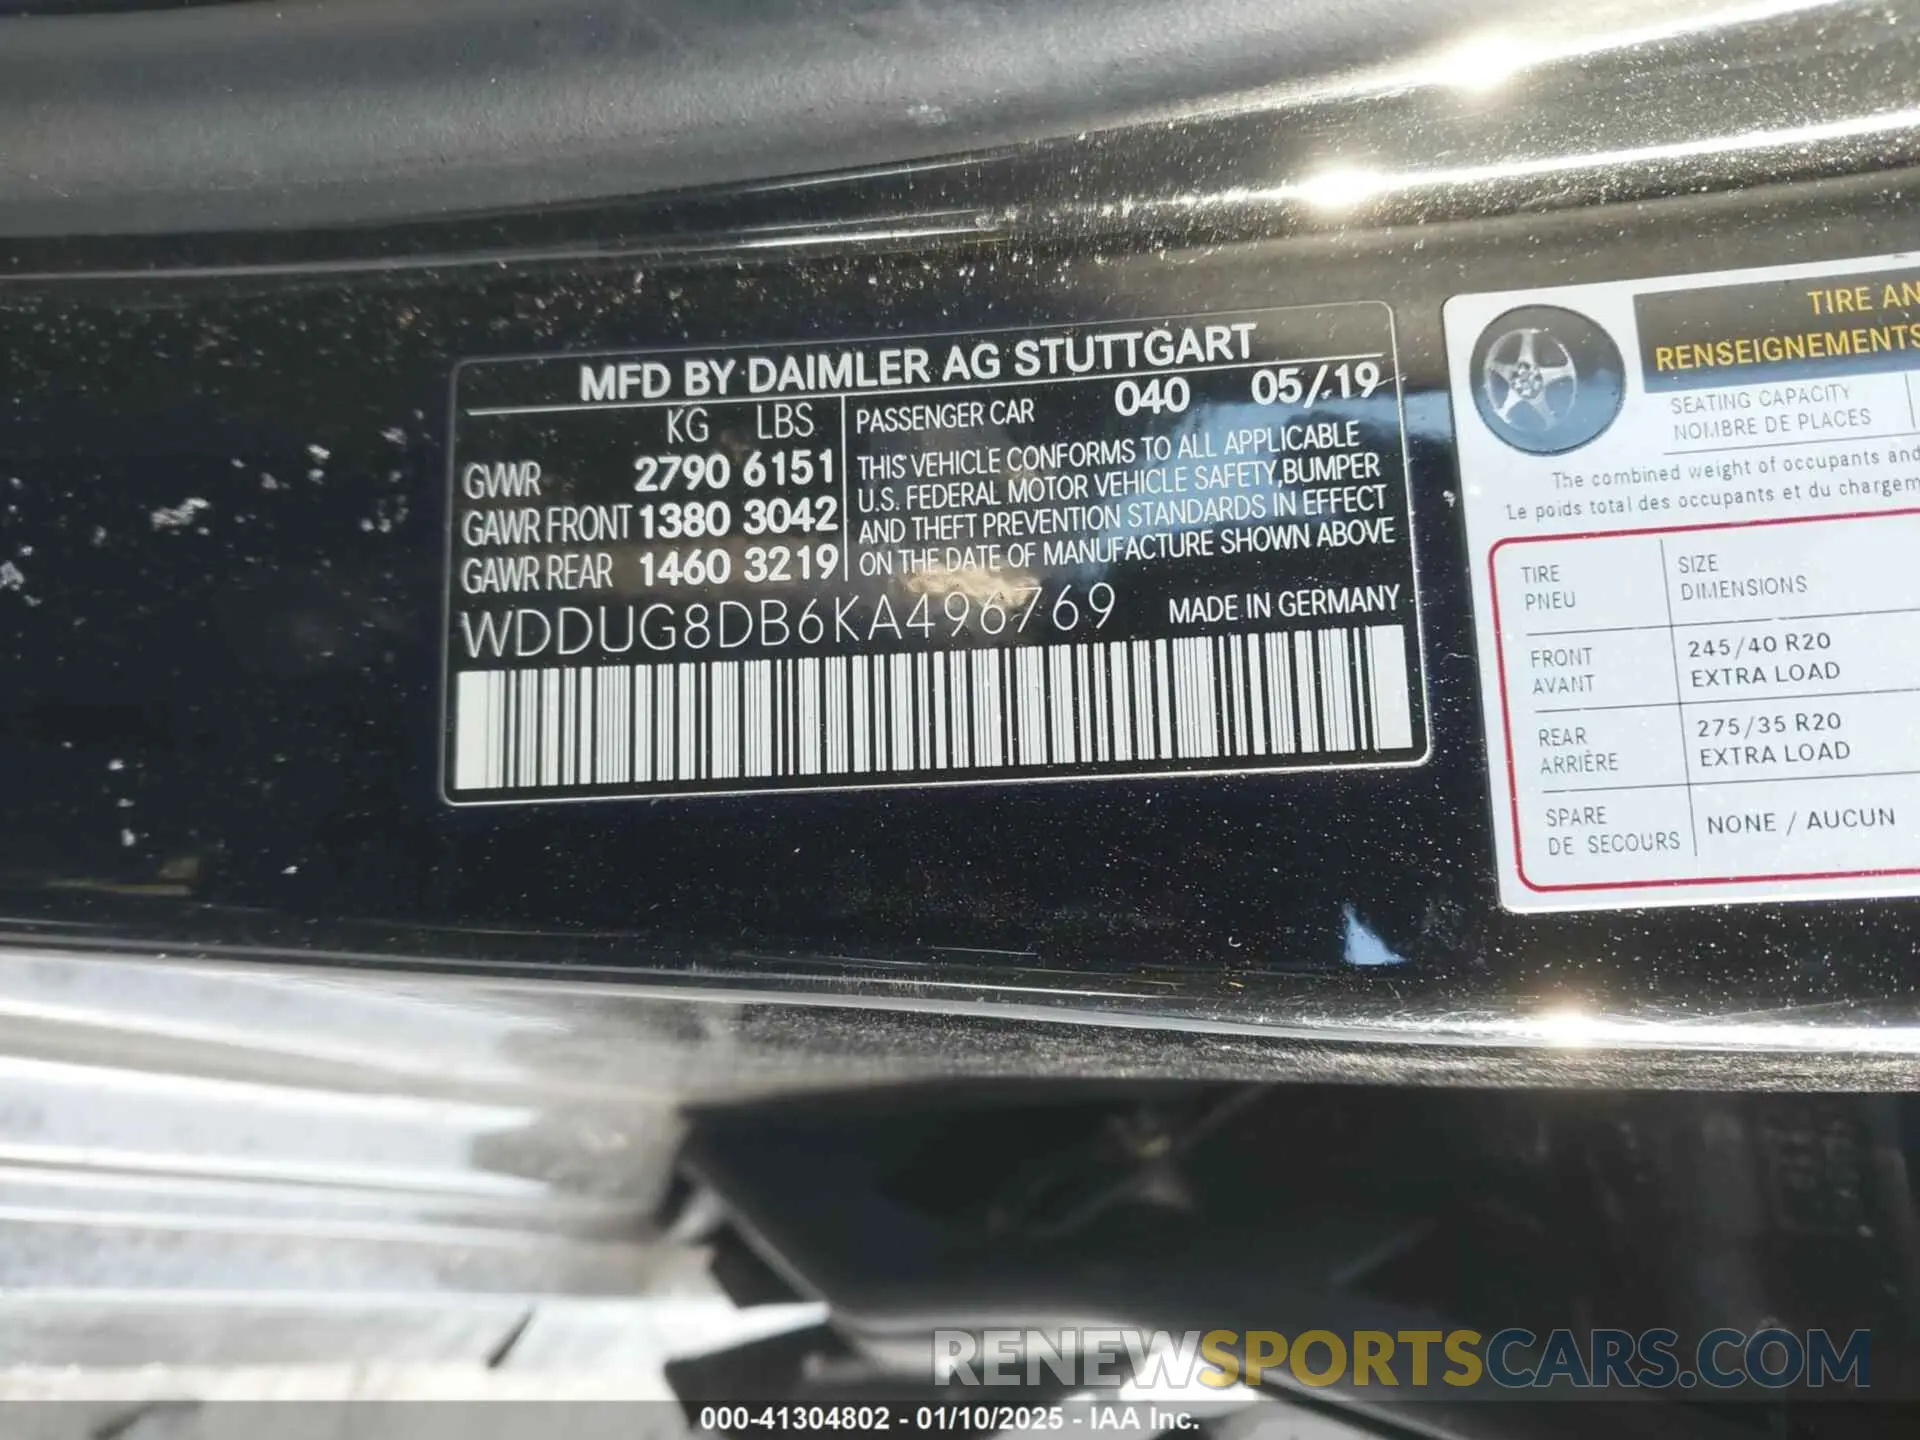 MFD BY DAIMLER AG STUTTGART
KG LBS
GVWR 2790 6151
GAWR FRONT 1380 3042
GAWR REAR 1460 3219
PASSENGER CAR 040 05/19
THIS VEHICLE CONFORMS TO ALL APPLICABLE
U.S. FEDERAL MOTOR VEHICLE SAFETY, BUMPER
AND THEFT PREVENTION STANDARDS IN EFFECT
ON THE DATE OF MANUFACTURE SHOWN ABOVE
WDDUG8DB6KA496769 MADE IN GERMANY
TIRE AN
RENSEIGNEMENTS
SEATING CAPACITY
NOMBRE DE PLACES
The combined weight of occupants and
Le poids total des occupants et du chargem
TIRE SIZE
PNEU DIMENSIONS
FRONT 245/40 R20
AVANT EXTRA LOAD
REAR 275/35 R20
ARRIÈRE EXTRA LOAD
SPARE NONE / AUCUN
DE SECOURS
RENEWSPORTSCARS.COM
000-41304802 - 01/10/2025 - IAA Inc.